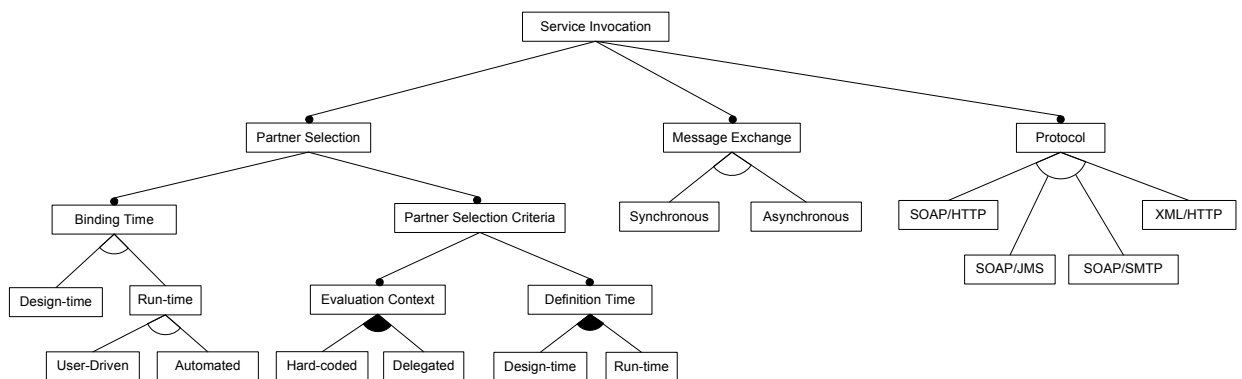 Service Invocation
Partner Selection
Message Exchange
Protocol
Binding Time
Partner Selection Criteria
Synchronous
Asynchronous
SOAP/HTTP
XML/HTTP
SOAP/JMS
SOAP/SMTP
Design-time
Run-time
Evaluation Context
Definition Time
User-Driven
Automated
Hard-coded
Delegated
Design-time
Run-time